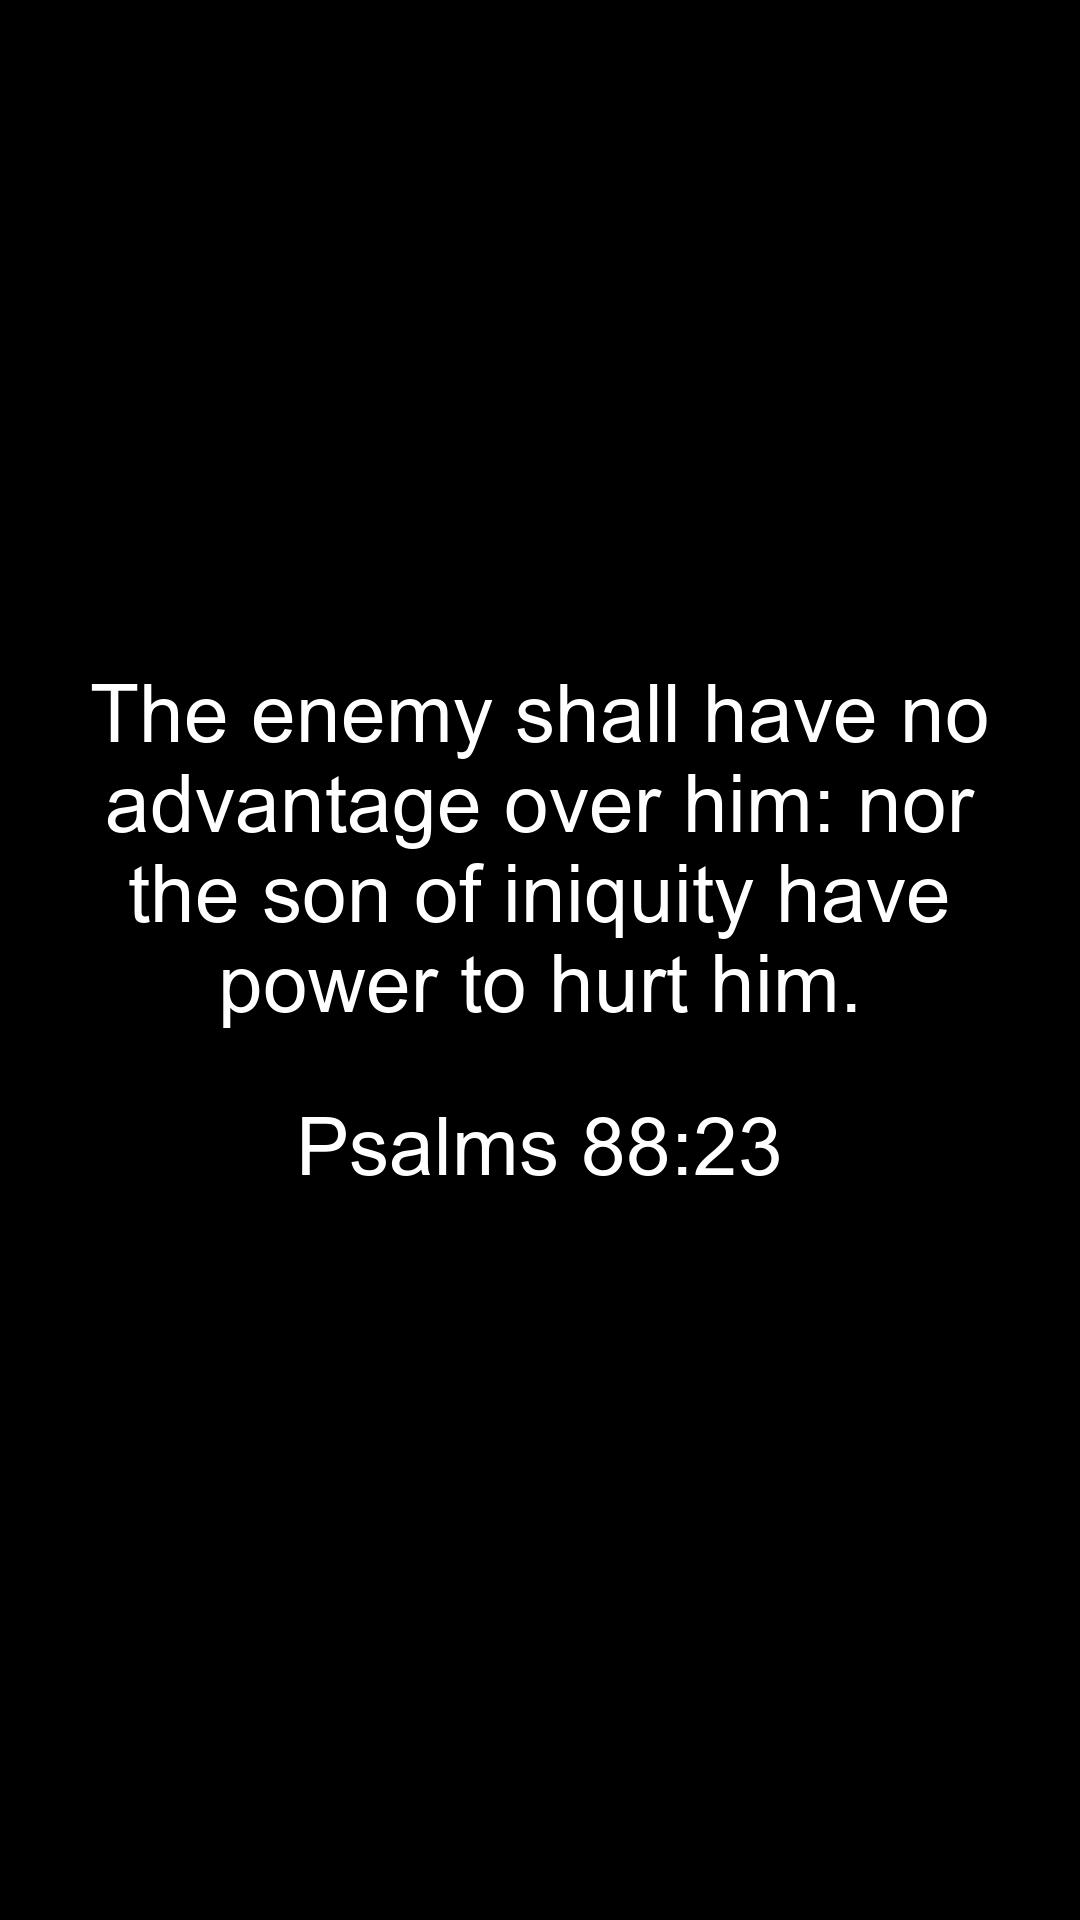 The enemy shall have no
advantage over him: nor
the son of iniquity have
power to hurt him.
Psalms 88:23